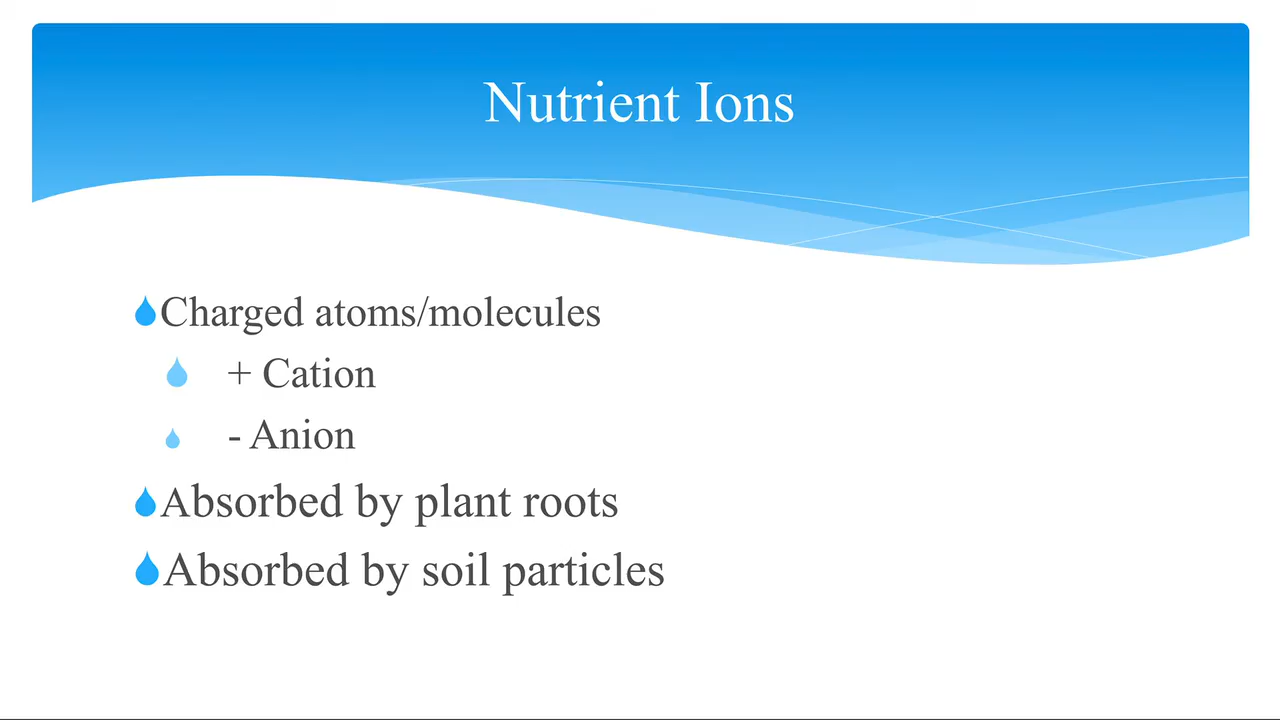 Nutrient Ions
Charged atoms/molecules
+ Cation
- Anion
Absorbed by plant roots
Absorbed by soil particles